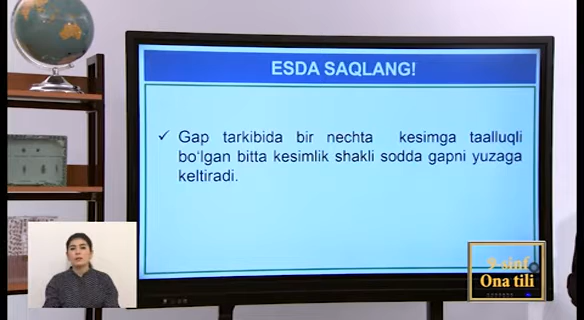 ESDA SAQLANG!
✓ Gap tarkibida bir nechta kesimga taalluqli
bo‘lgan bitta kesimlik shakli sodda gapni yuzaga
keltiradi.
9-sinf
Ona tili